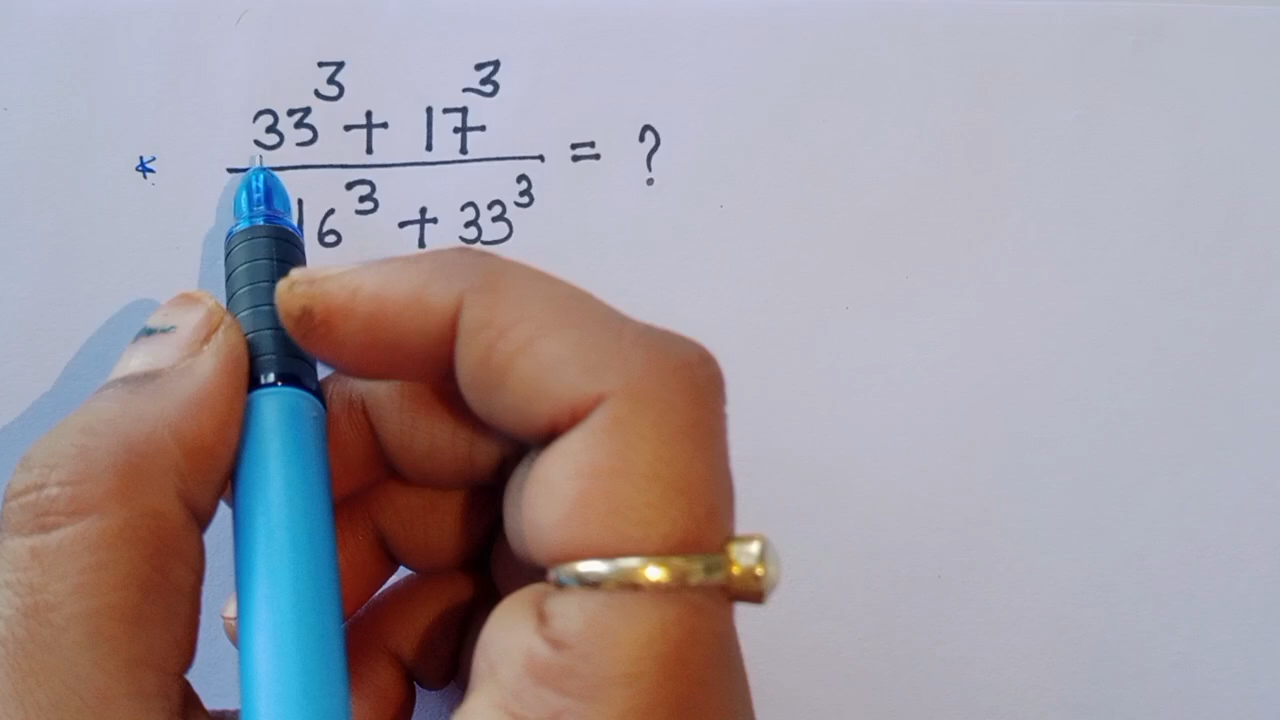 * (33³ + 17³) / (16³ + 33³) = ?